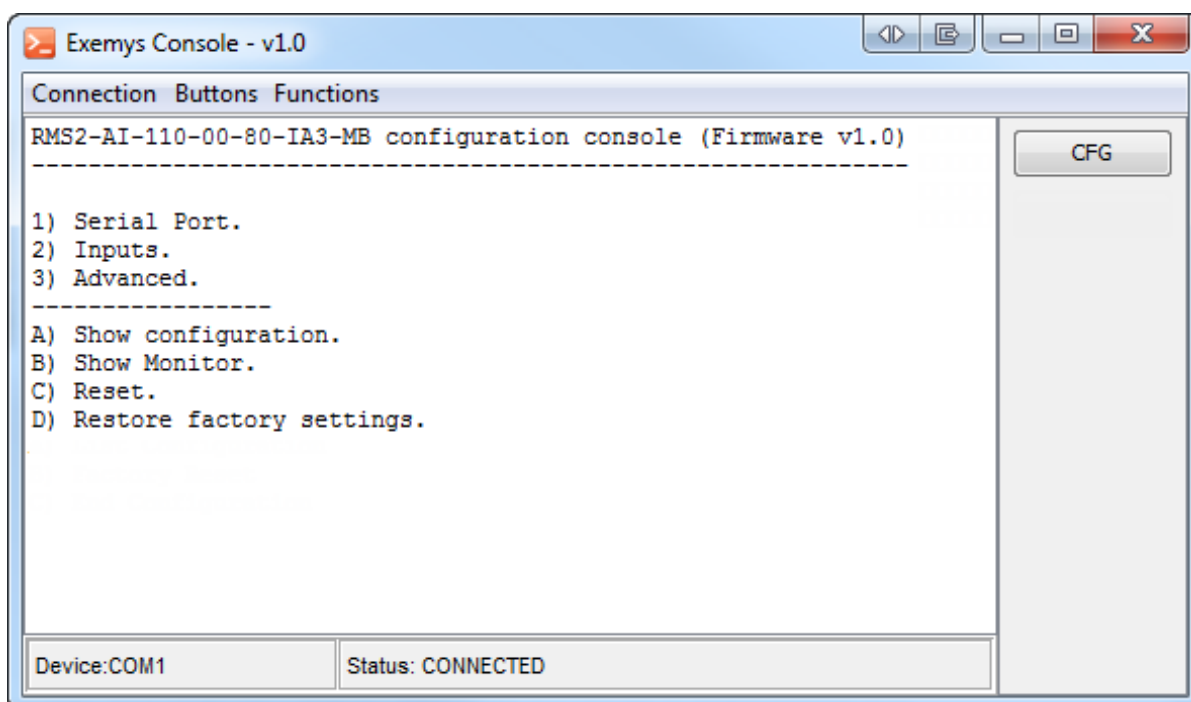 Exemys Console - v1.0
Connection Buttons Functions
RMS2-AI-110-00-80-IA3-MB configuration console (Firmware v1.0)
--------------------------------------------------------------
CFG
1) Serial Port.
2) Inputs.
3) Advanced.
-----------------
A) Show configuration.
B) Show Monitor.
C) Reset.
D) Restore factory settings.
Device:COM1 Status: CONNECTED